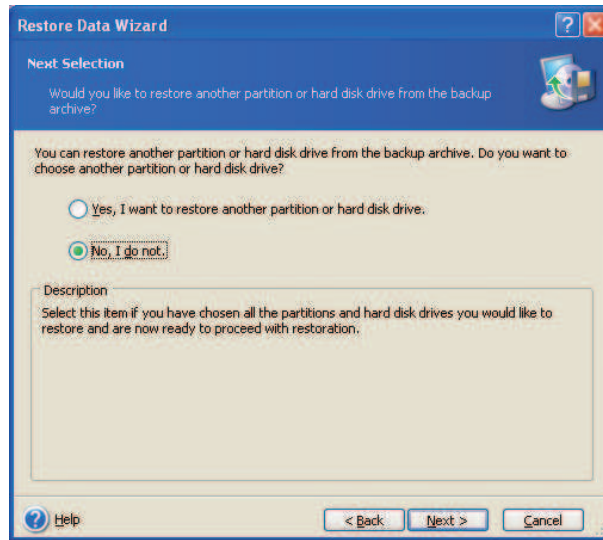 Restore Data Wizard
?
Next Selection
Would you like to restore another partition or hard disk drive from the backup
archive?
You can restore another partition or hard disk drive from the backup archive. Do you want to
choose another partition or hard disk drive?
Yes, I want to restore another partition or hard disk drive.
No, I do not.
Description
Select this item if you have chosen all the partitions and hard disk drives you would like to
restore and are now ready to proceed with restoration.
? Help
< Back
Next >
Cancel